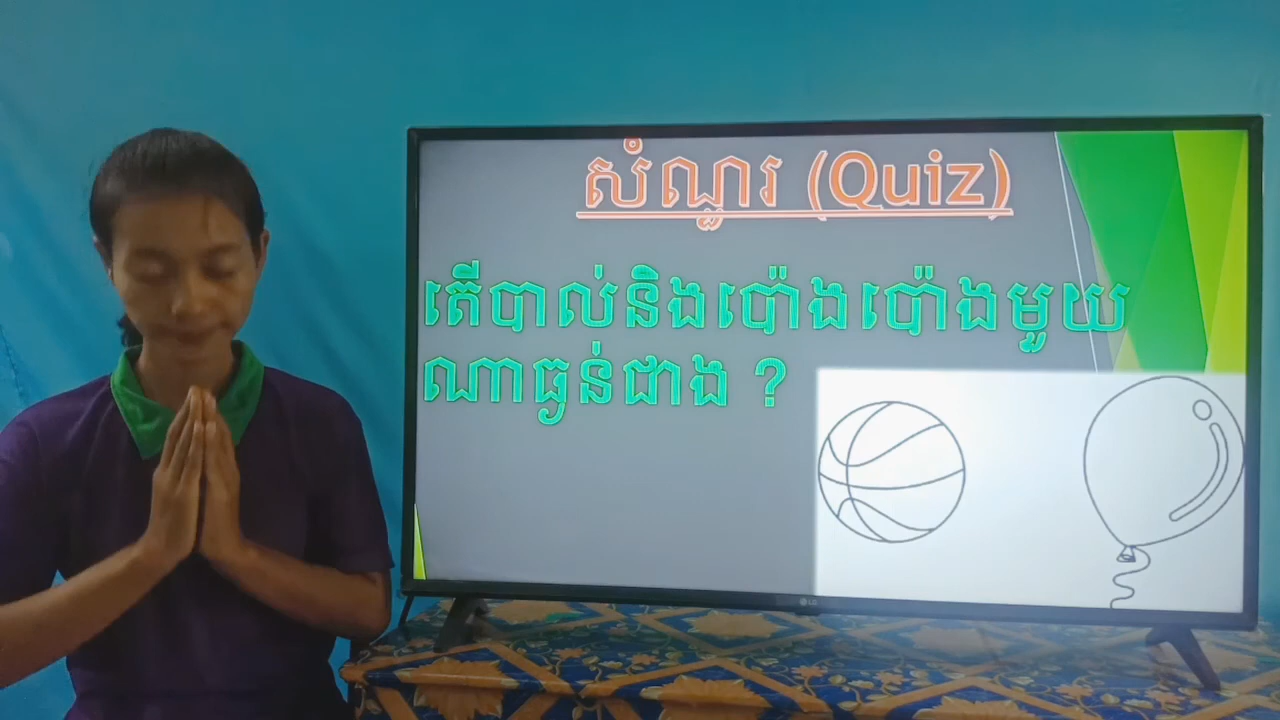 សំណួរ (Quiz)
តើបាល់និងប៉ោងប៉ោងមួយ
ណាធ្ងន់ជាង ?
LG